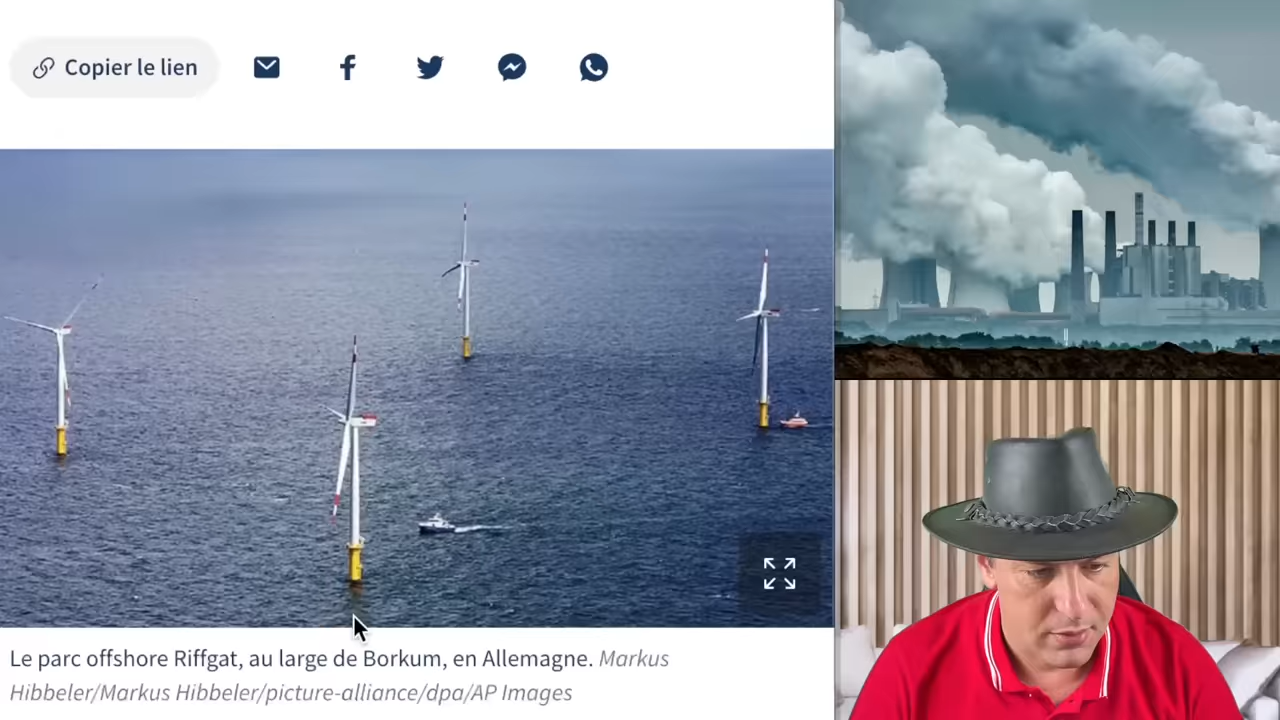 Copier le lien
Le parc offshore Riffgat, au large de Borkum, en Allemagne. Markus
Hibbeler/Markus Hibbeler/picture-alliance/dpa/AP Images